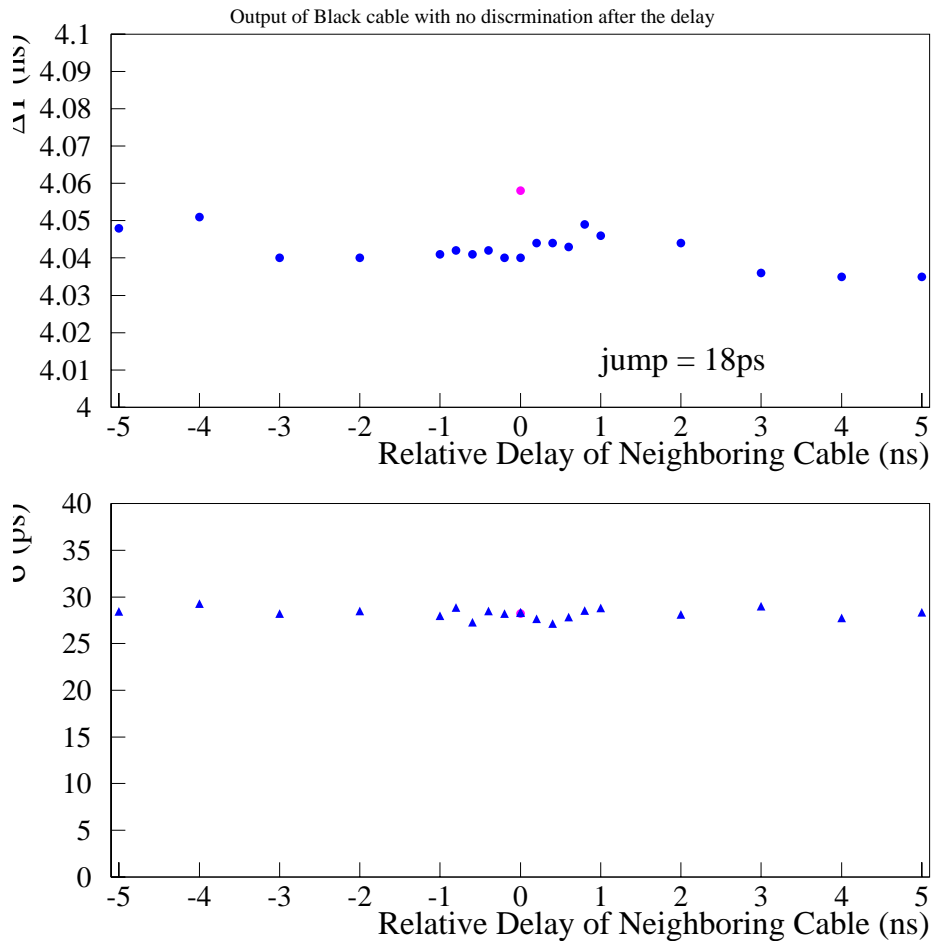 Output of Black cable with no discrmination after the delay
4.1
4.09
4.08
4.07
4.06
4.05
4.04
4.03
4.02
4.01
4
(ns)
jump = 18ps
-5 -4 -3 -2 -1 0 1 2 3 4 5
Relative Delay of Neighboring Cable (ns)
40
35
30
25
20
15
10
5
0
(ps)
-5 -4 -3 -2 -1 0 1 2 3 4 5
Relative Delay of Neighboring Cable (ns)